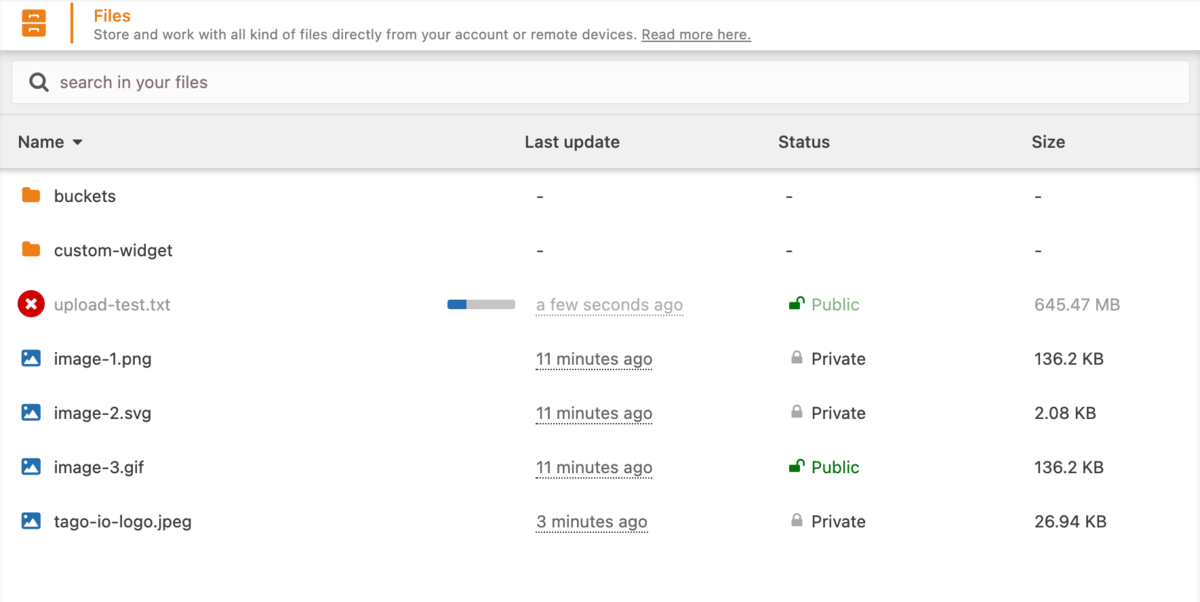 Files
Store and work with all kind of files directly from your account or remote devices. Read more here.
search in your files
Name Last update Status Size
buckets - - -
custom-widget - - -
upload-test.txt a few seconds ago Public 645.47 MB
image-1.png 11 minutes ago Private 136.2 KB
image-2.svg 11 minutes ago Private 2.08 KB
image-3.gif 11 minutes ago Public 136.2 KB
tago-io-logo.jpeg 3 minutes ago Private 26.94 KB